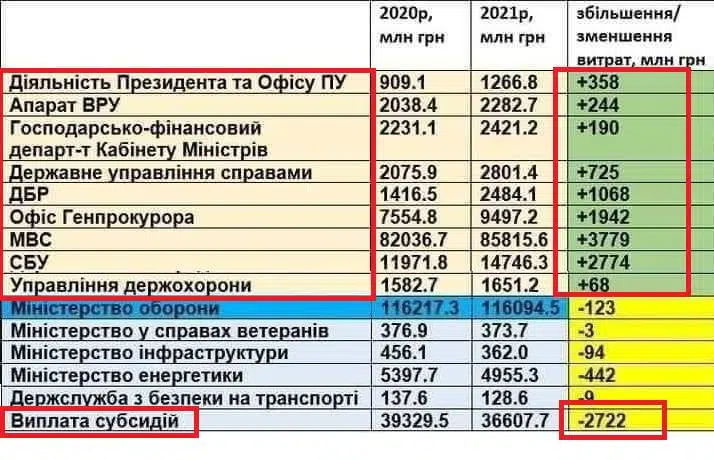 2020р, млн грн 2021р, млн грн збільшення/ зменшення витрат, млн грн
Діяльність Президента та Офісу ПУ 909.1 1266.8 +358
Апарат ВРУ 2038.4 2282.7 +244
Господарсько-фінансовий департ-т Кабінету Міністрів 2231.1 2421.2 +190
Державне управління справами 2075.9 2801.4 +725
ДБР 1416.5 2484.1 +1068
Офіс Генпрокурора 7554.8 9497.2 +1942
МВС 82036.7 85815.6 +3779
СБУ 11971.8 14746.3 +2774
Управління держохорони 1582.7 1651.2 +68
Міністерство оборони 116217.3 116094.5 -123
Міністерство у справах ветеранів 376.9 373.7 -3
Міністерство інфраструктури 456.1 362.0 -94
Міністерство енергетики 5397.7 4955.3 -442
Держслужба з безпеки на транспорті 137.6 128.6 -9
Виплата субсидій 39329.5 36607.7 -2722